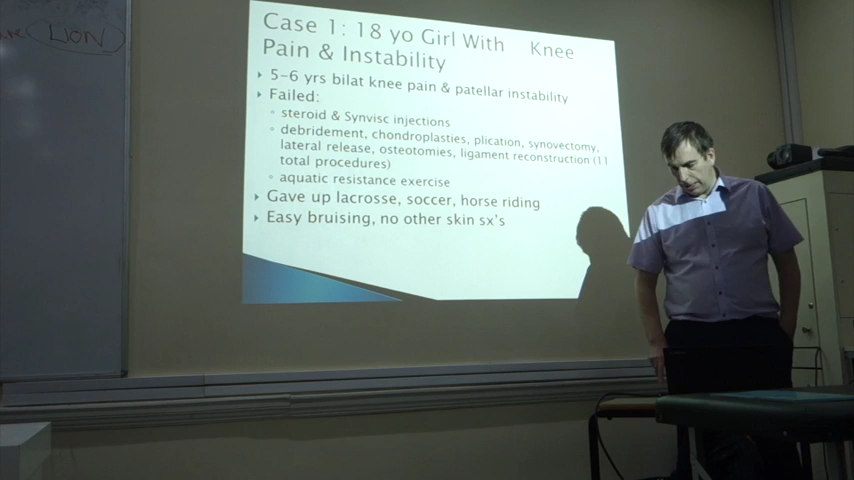 LION
Case 1: 18 yo Girl With Knee
Pain & Instability
5-6 yrs bilat knee pain & patellar instability
Failed:
steroid & Synvisc injections
debridement, chondroplasties, plication, synovectomy,
lateral release, osteotomies, ligament reconstruction (11
total procedures)
aquatic resistance exercise
Gave up lacrosse, soccer, horse riding
Easy bruising, no other skin sx's